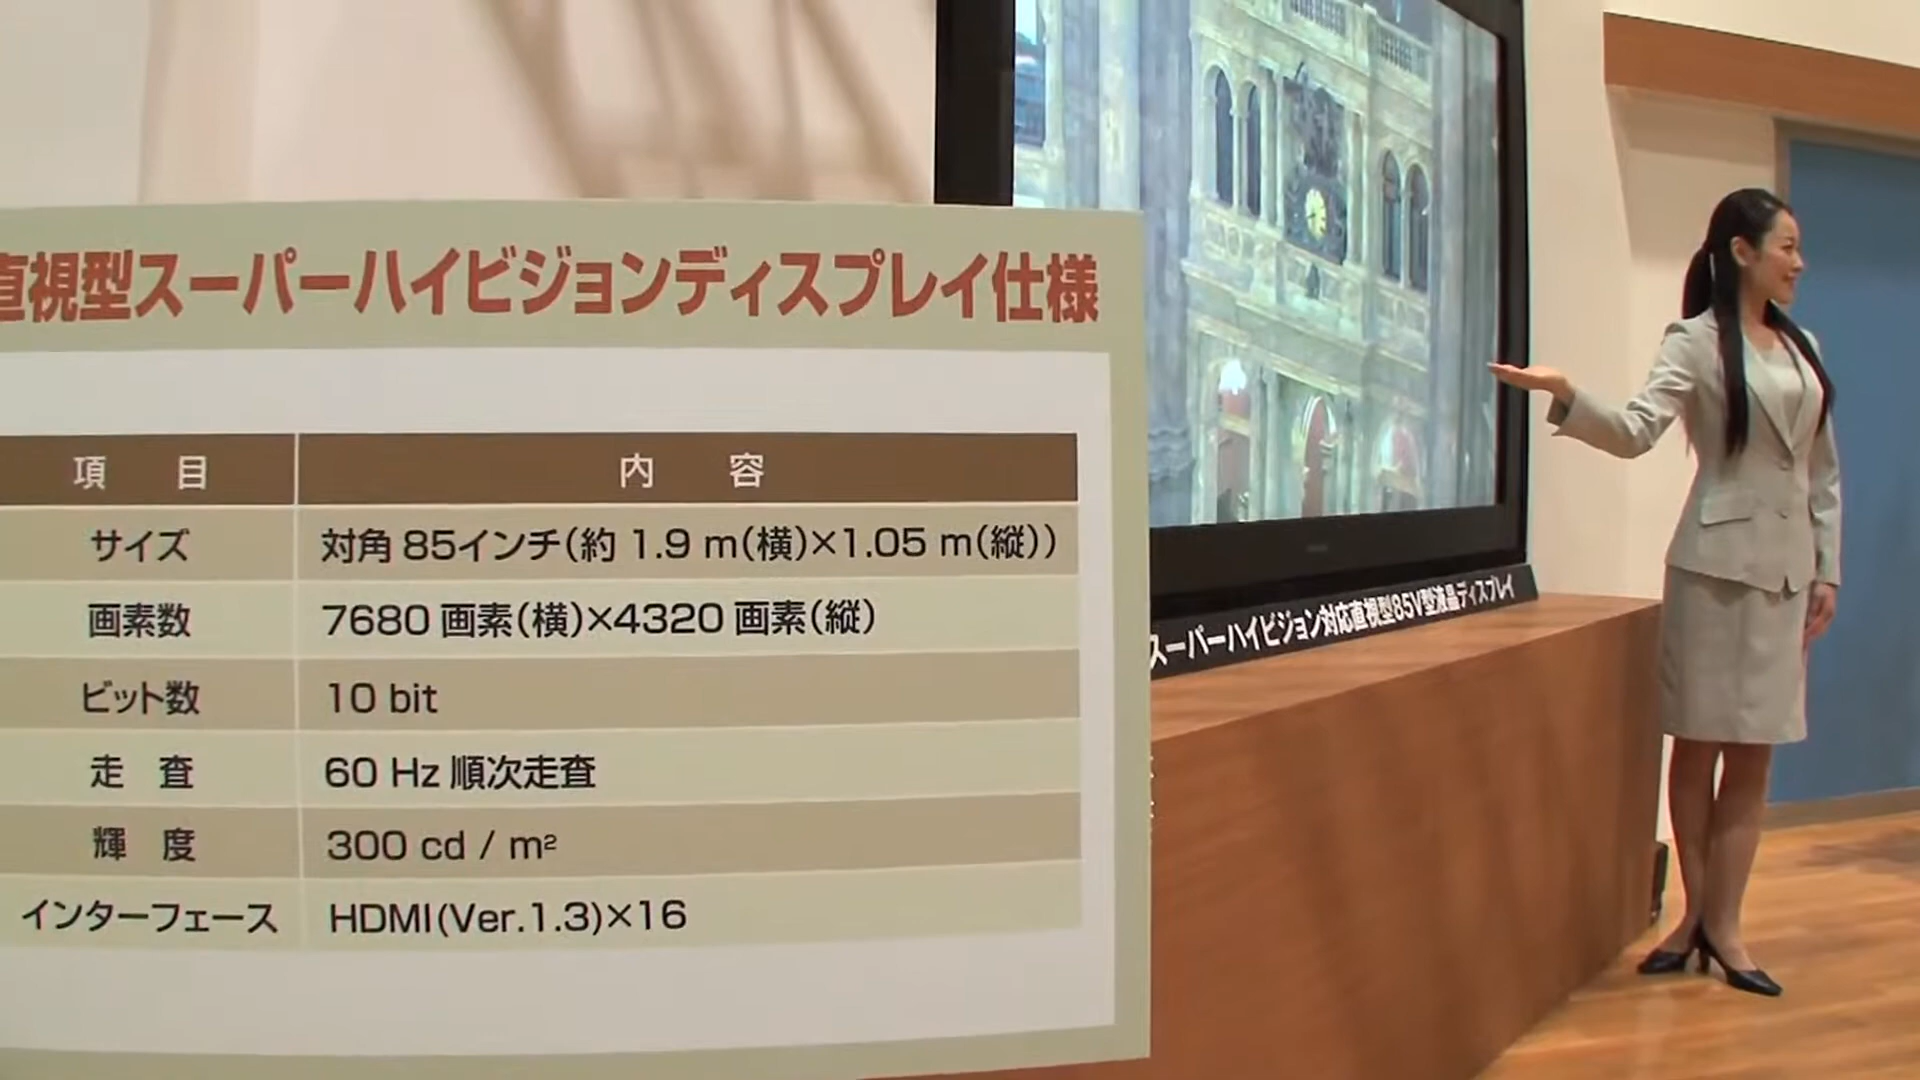 直視型スーパーハイビジョンディスプレイ仕様
項目 内容
サイズ 対角85インチ(約 1.9 m(横)×1.05 m(縦))
画素数 7680 画素(横)×4320 画素(縦)
ビット数 10 bit
走査 60 Hz 順次走査
輝度 300 cd / m²
インターフェース HDMI(Ver.1.3)×16
スーパーハイビジョン対応直視型85V型液晶ディスプレイ